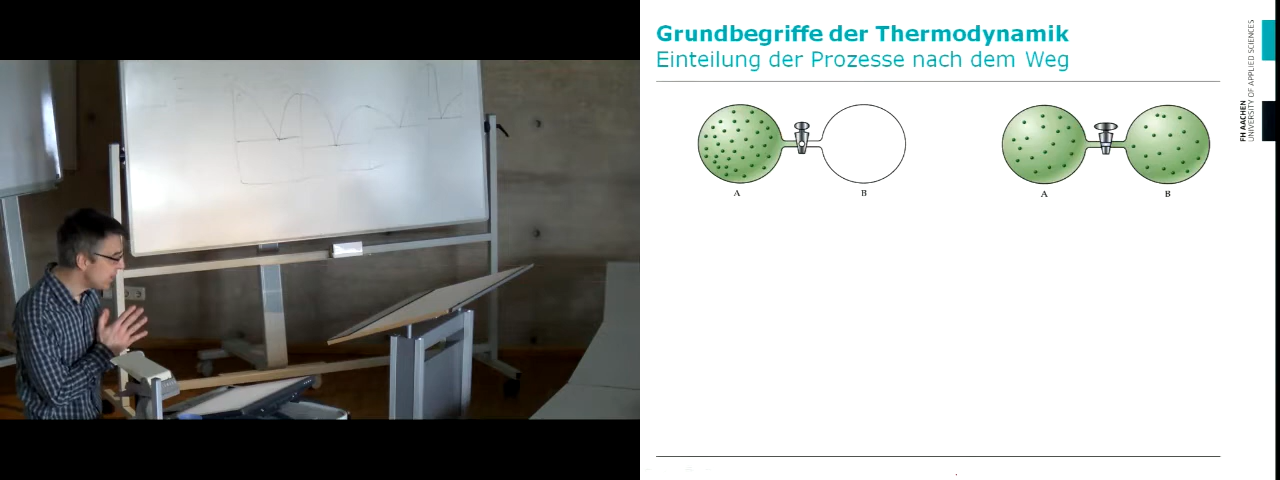 Grundbegriffe der Thermodynamik
Einteilung der Prozesse nach dem Weg
A
B
A
B
FH AACHEN
UNIVERSITY OF APPLIED SCIENCES